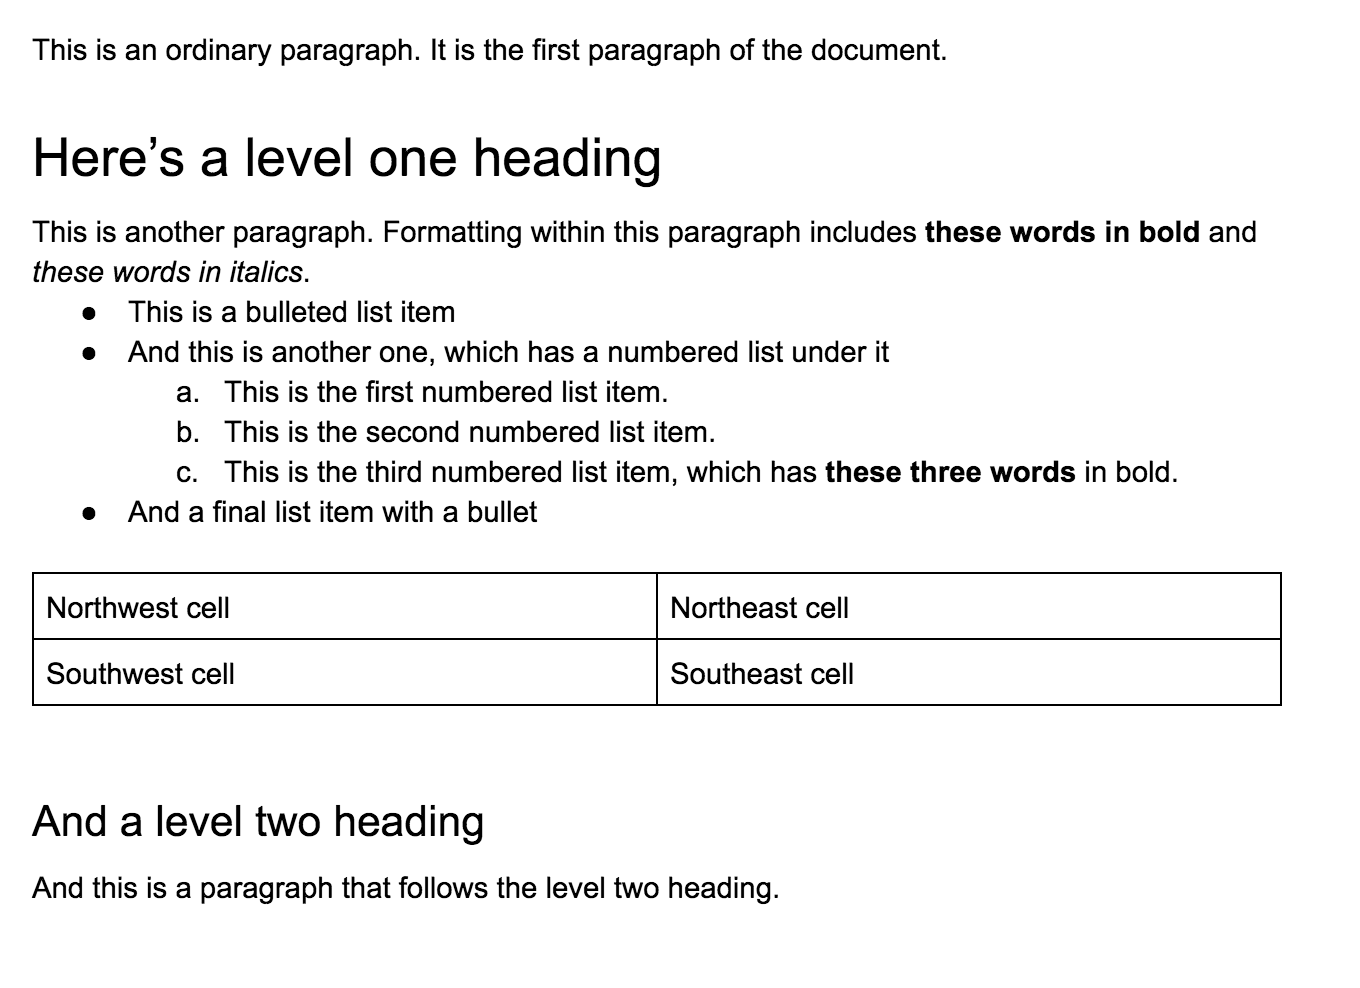 This is an ordinary paragraph. It is the first paragraph of the document.
Here’s a level one heading
This is another paragraph. Formatting within this paragraph includes these words in bold and
these words in italics.
● This is a bulleted list item
● And this is another one, which has a numbered list under it
a. This is the first numbered list item.
b. This is the second numbered list item.
c. This is the third numbered list item, which has these three words in bold.
● And a final list item with a bullet
Northwest cell Northeast cell
Southwest cell Southeast cell
And a level two heading
And this is a paragraph that follows the level two heading.